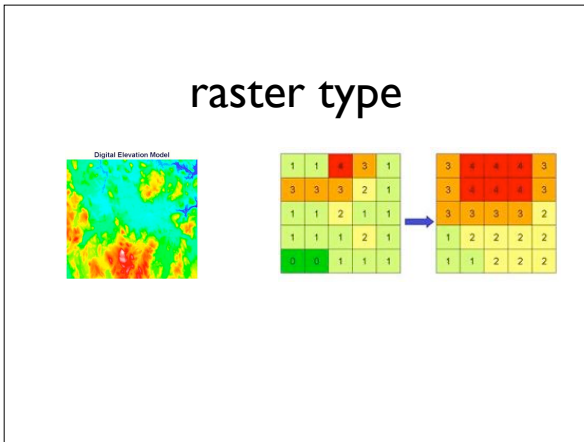 raster type
Digital Elevation Model
1 1 4 3 1
3 3 3 2 1
1 1 2 1 1
1 1 1 2 1
0 0 1 1 1
3 4 4 4 3
3 4 4 4 3
3 3 3 3 2
1 2 2 2 2
1 1 2 2 2